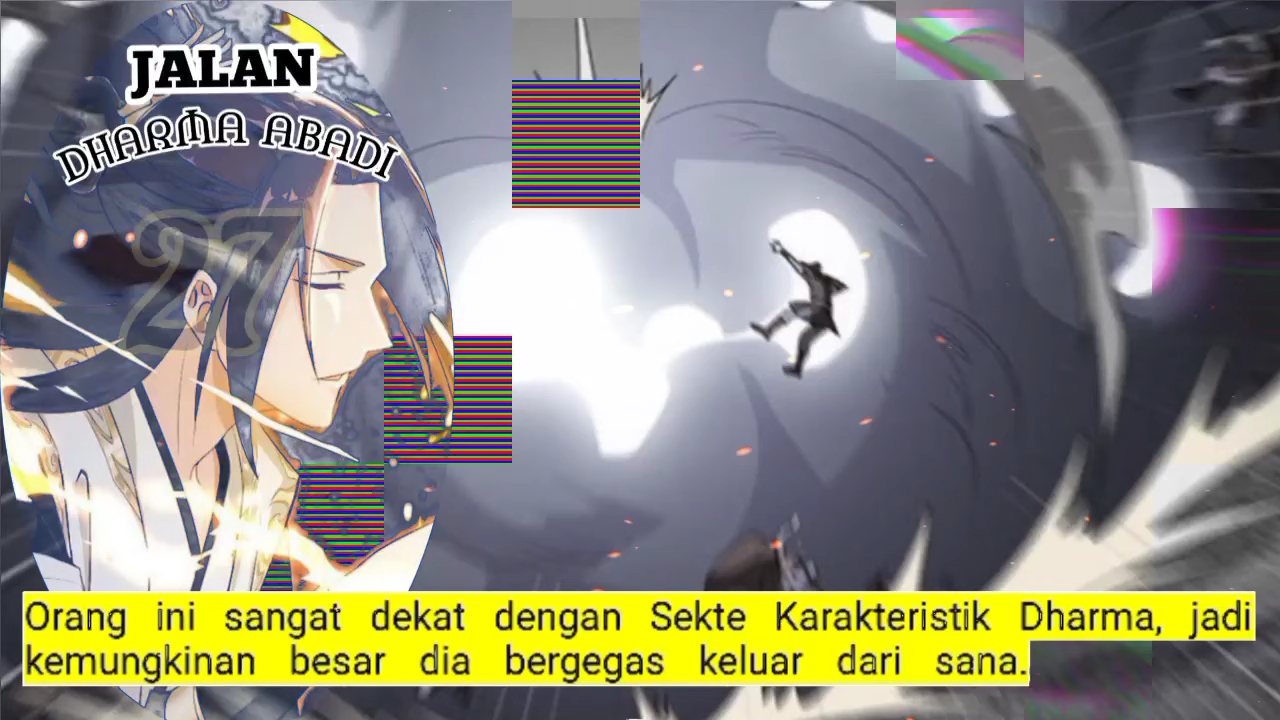 JALAN
DHARMA ABADI
27
Orang ini sangat dekat dengan Sekte Karakteristik Dharma, jadi
kemungkinan besar dia bergegas keluar dari sana.